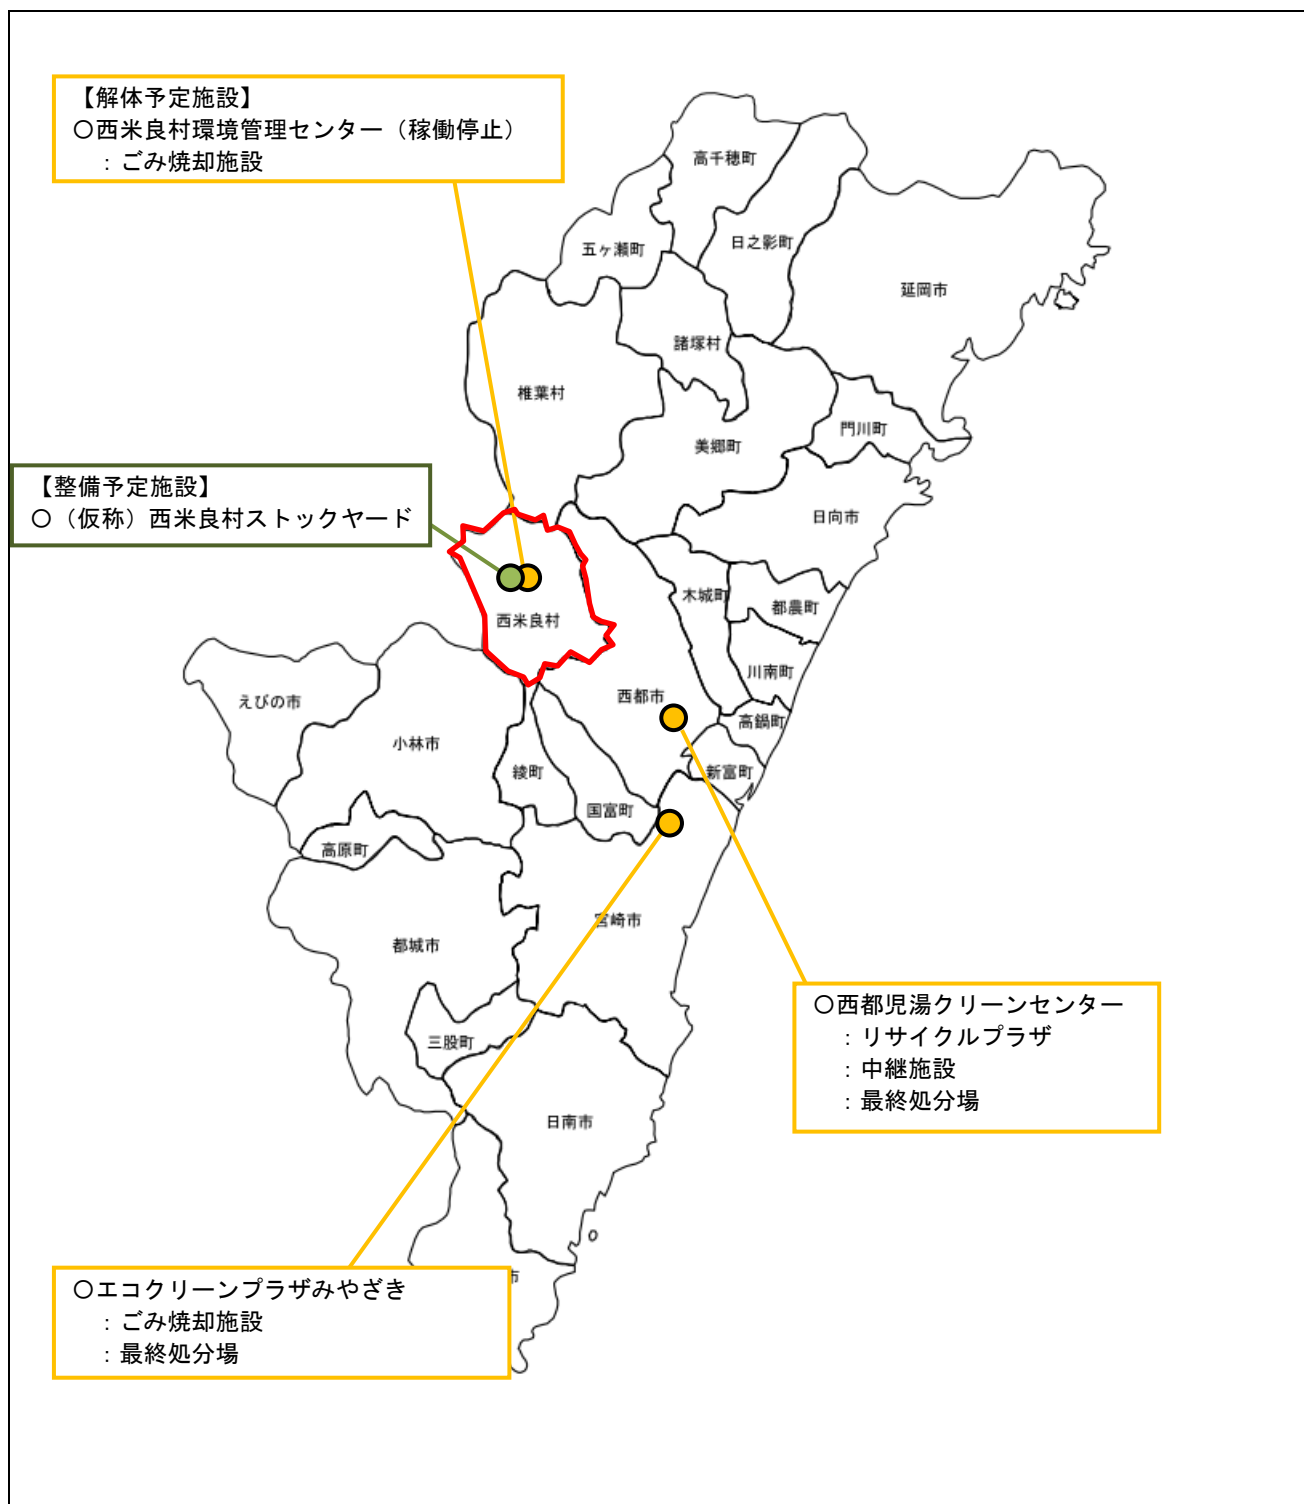 【解体予定施設】
〇西米良村環境管理センター（稼働停止）
：ごみ焼却施設
高千穂町
五ヶ瀬町
日之影町
延岡市
諸塚村
椎葉村
美郷町
門川町
【整備予定施設】
〇（仮称）西米良村ストックヤード
日向市
木城町
都農町
西米良村
川南町
えびの市
西都市
高鍋町
小林市
綾町
新富町
国富町
高原町
宮崎市
都城市
〇西都児湯クリーンセンター
：リサイクルプラザ
：中継施設
：最終処分場
三股町
日南市
〇エコクリーンプラザみやざき
：ごみ焼却施設
：最終処分場
市